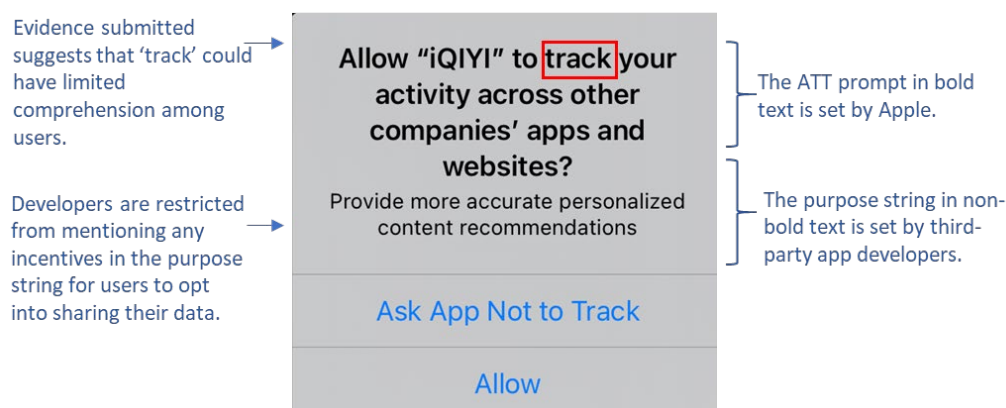 Evidence submitted
suggests that ‘track’ could
have limited
comprehension among
users.
Developers are restricted
from mentioning any
incentives in the purpose
string for users to opt
into sharing their data.
Allow “iQIYI” to track your
activity across other
companies’ apps and
websites?
Provide more accurate personalized
content recommendations
Ask App Not to Track
Allow
The ATT prompt in bold
text is set by Apple.
The purpose string in non-
bold text is set by third-
party app developers.